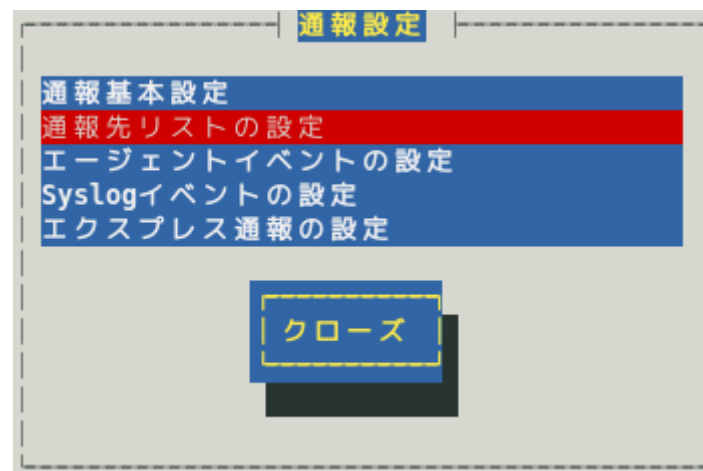 通報設定
通報基本設定
通報先リストの設定
エージェントイベントの設定
Syslogイベントの設定
エクスプレス通報の設定
クローズ